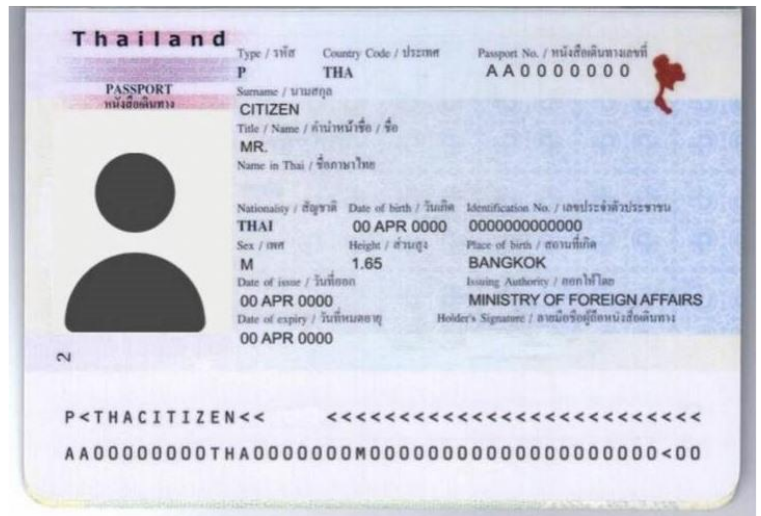 Thailand
Type / รหัส Country Code / ประเทศ Passport No. / หนังสือเดินทางเลขที่
P THA AA0000000
PASSPORT
หนังสือเดินทาง
Surname / นามสกุล
CITIZEN
Title / Name / คำนำหน้าชื่อ / ชื่อ
MR.
Name in Thai / ชื่อภาษาไทย
Nationality / สัญชาติ Date of birth / วันเกิด Identification No. / เลขประจำตัวประชาชน
THAI 00 APR 0000 0000000000000
Sex / เพศ Height / ส่วนสูง Place of birth / สถานที่เกิด
M 1.65 BANGKOK
Date of issue / วันที่ออก Issuing Authority / ออกให้โดย
00 APR 0000 MINISTRY OF FOREIGN AFFAIRS
Date of expiry / วันที่หมดอายุ Holder's Signature / ลายมือชื่อผู้ถือหนังสือเดินทาง
00 APR 0000
2
P<THACITIZEN<< <<<<<<<<<<<<<<<<<<<<<<<<<<
AA00000000THA0000000M00000000000000000000000<00